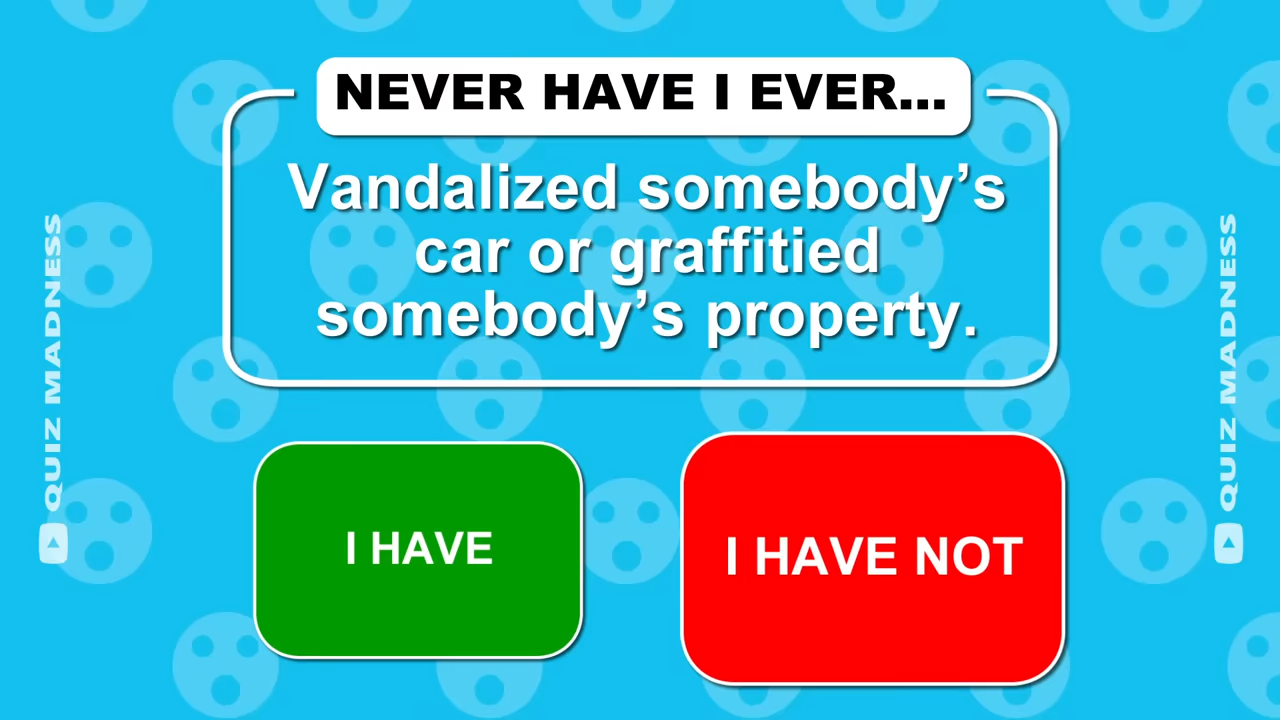 NEVER HAVE I EVER...
Vandalized somebody's
car or graffitied
somebody's property.
I HAVE
I HAVE NOT
QUIZ MADNESS
QUIZ MADNESS